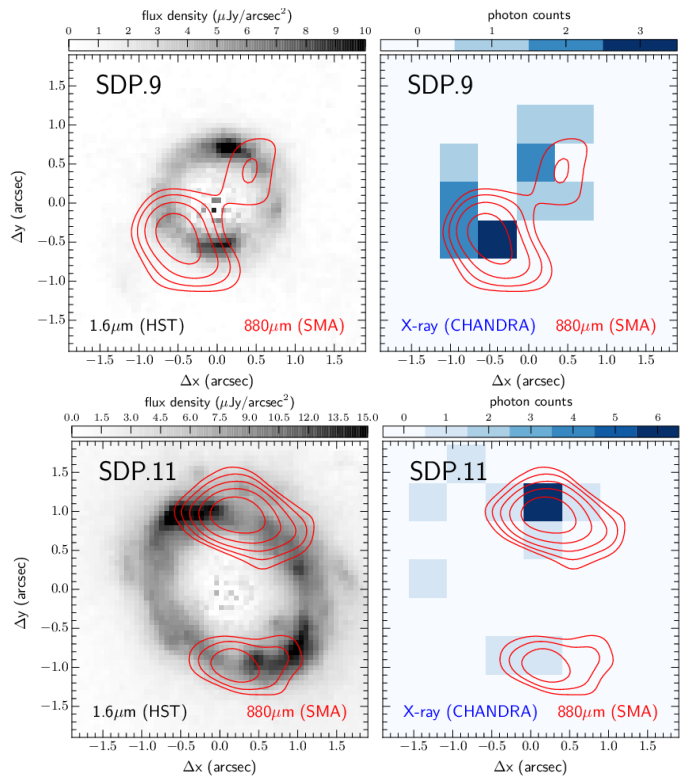 flux density (μJy/arcsec²) photon counts
0 1 2 3 4 5 6 7 8 9 10 0 1 2 3
SDP.9 SDP.9
1.5
1.0
0.5
0.0
−0.5
−1.0
−1.5
Δy (arcsec)
1.6μm (HST) 880μm (SMA) X-ray (CHANDRA) 880μm (SMA)
−1.5 −1.0 −0.5 0.0 0.5 1.0 1.5 −1.5 −1.0 −0.5 0.0 0.5 1.0 1.5
Δx (arcsec) Δx (arcsec)
flux density (μJy/arcsec²) photon counts
0.0 1.5 3.0 4.5 6.0 7.5 9.0 10.5 12.0 13.5 15.0 0 1 2 3 4 5 6
SDP.11 SDP.11
1.5
1.0
0.5
0.0
−0.5
−1.0
−1.5
Δy (arcsec)
1.6μm (HST) 880μm (SMA) X-ray (CHANDRA) 880μm (SMA)
−1.5 −1.0 −0.5 0.0 0.5 1.0 1.5 −1.5 −1.0 −0.5 0.0 0.5 1.0 1.5
Δx (arcsec) Δx (arcsec)